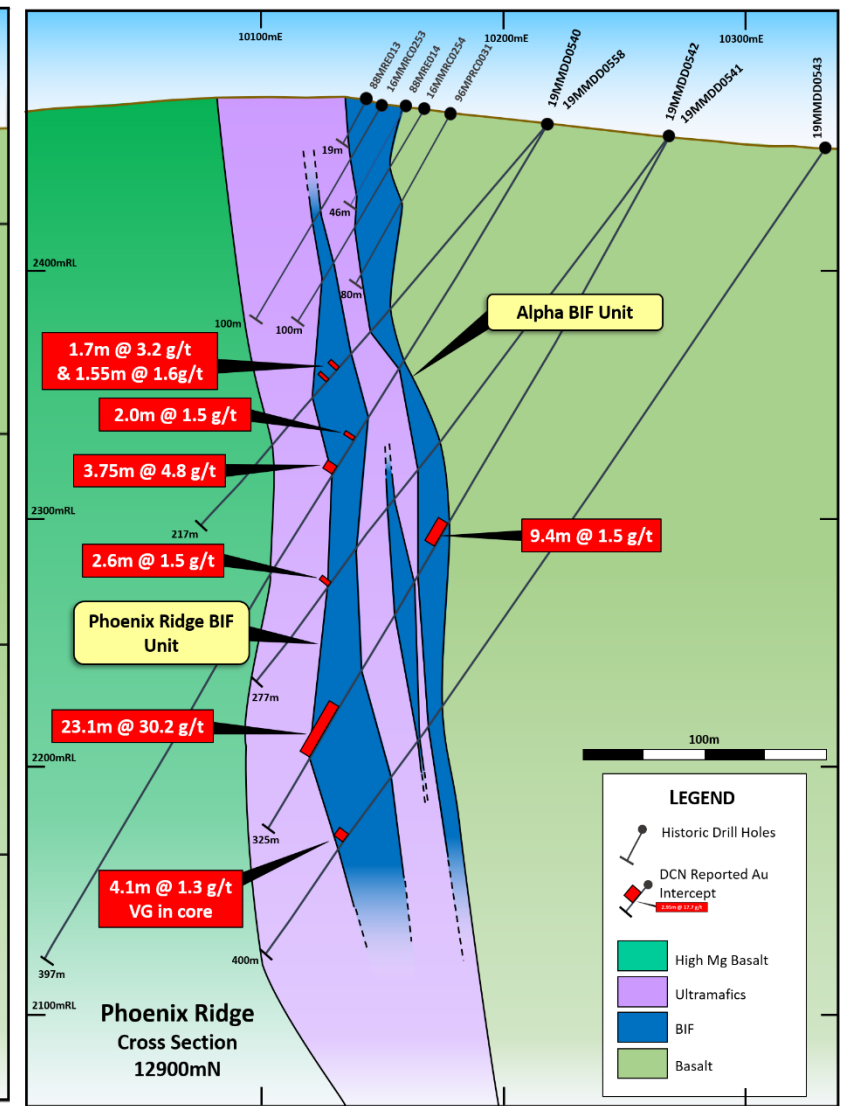 10100mE
10200mE
10300mE
88MRE013
16MMRC0253
88MRE014
16MMRC0254
96MPRC0031
19MMDD0540
19MMDD0558
19MMDD0542
19MMDD0541
19MMDD0543
19m
46m
2400mRL
80m
100m
100m
Alpha BIF Unit
1.7m @ 3.2 g/t
& 1.55m @ 1.6g/t
2.0m @ 1.5 g/t
3.75m @ 4.8 g/t
2300mRL
217m
9.4m @ 1.5 g/t
2.6m @ 1.5 g/t
Phoenix Ridge BIF
Unit
277m
23.1m @ 30.2 g/t
100m
2200mRL
325m
4.1m @ 1.3 g/t
VG in core
400m
397m
2100mRL
Phoenix Ridge
Cross Section
12900mN
LEGEND
Historic Drill Holes
DCN Reported Au
Intercept
High Mg Basalt
Ultramafics
BIF
Basalt